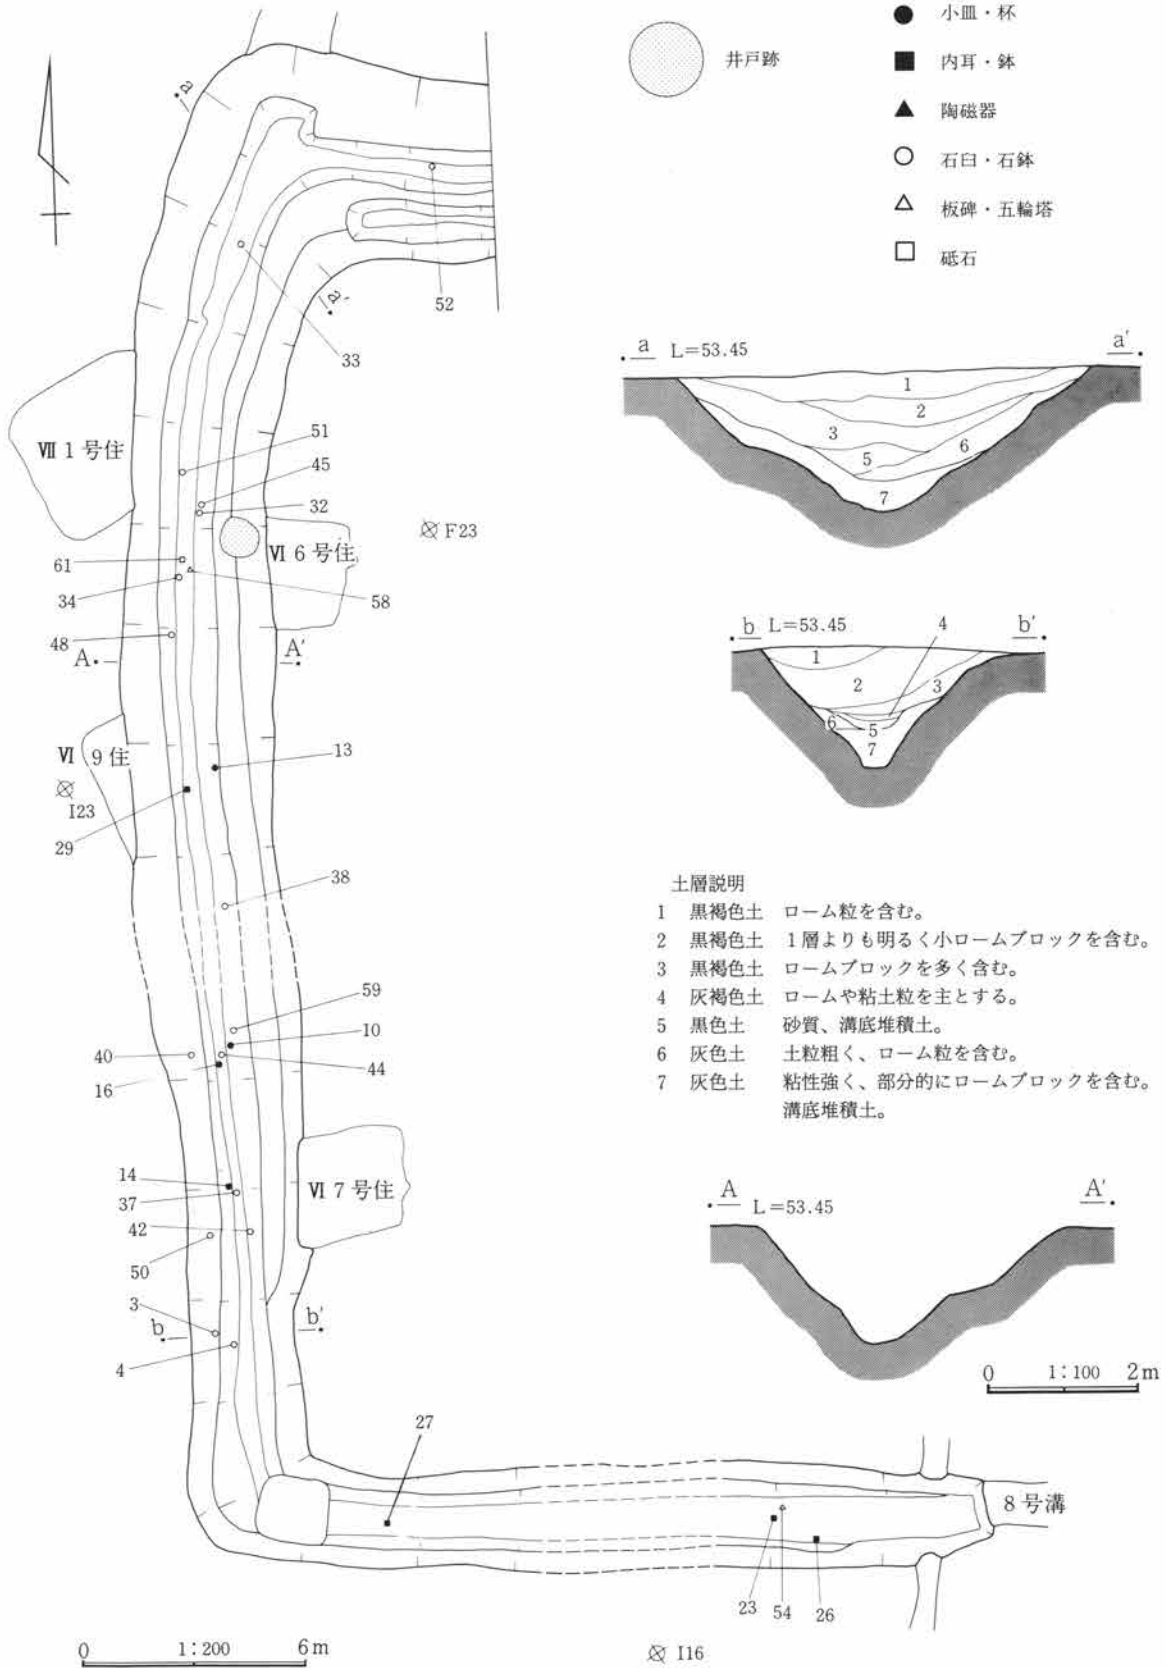 小皿・杯
井戸跡
内耳・鉢
陶磁器
石臼・石鉢
板碑・五輪塔
砥石
a
a'
52
33
a L=53.45 a'
1
2
3
5
6
7
Ⅶ1号住
51
45
32
F23
Ⅵ6号住
61
34
58
48
A A'
b L=53.45 4 b'
1
2
3
6
5
7
Ⅵ9住
13
I23
29
38
土層説明
1 黒褐色土 ローム粒を含む。
2 黒褐色土 1層よりも明るく小ロームブロックを含む。
3 黒褐色土 ロームブロックを多く含む。
4 灰褐色土 ロームや粘土粒を主とする。
5 黒色土 砂質、溝底堆積土。
6 灰色土 土粒粗く、ローム粒を含む。
7 灰色土 粘性強く、部分的にロームブロックを含む。
溝底堆積土。
59
10
40
44
16
14
37
Ⅵ7号住
42
50
3
b b'
4
A L=53.45 A'
0 1:100 2m
27
8号溝
23 54 26
0 1:200 6m
I16